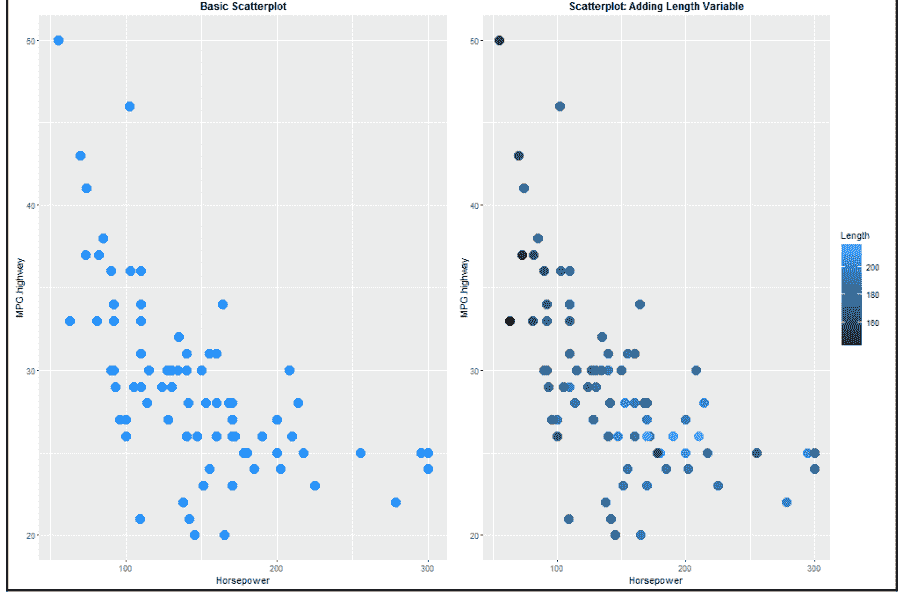 Basic Scatterplot
50
40
30
20
MPG.highway
100
200
300
Horsepower
Scatterplot: Adding Length Variable
50
40
30
20
MPG.highway
100
200
300
Horsepower
Length
200
180
160